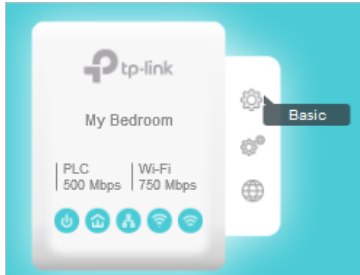 tp-link
My Bedroom
Basic
PLC
500 Mbps
Wi-Fi
750 Mbps